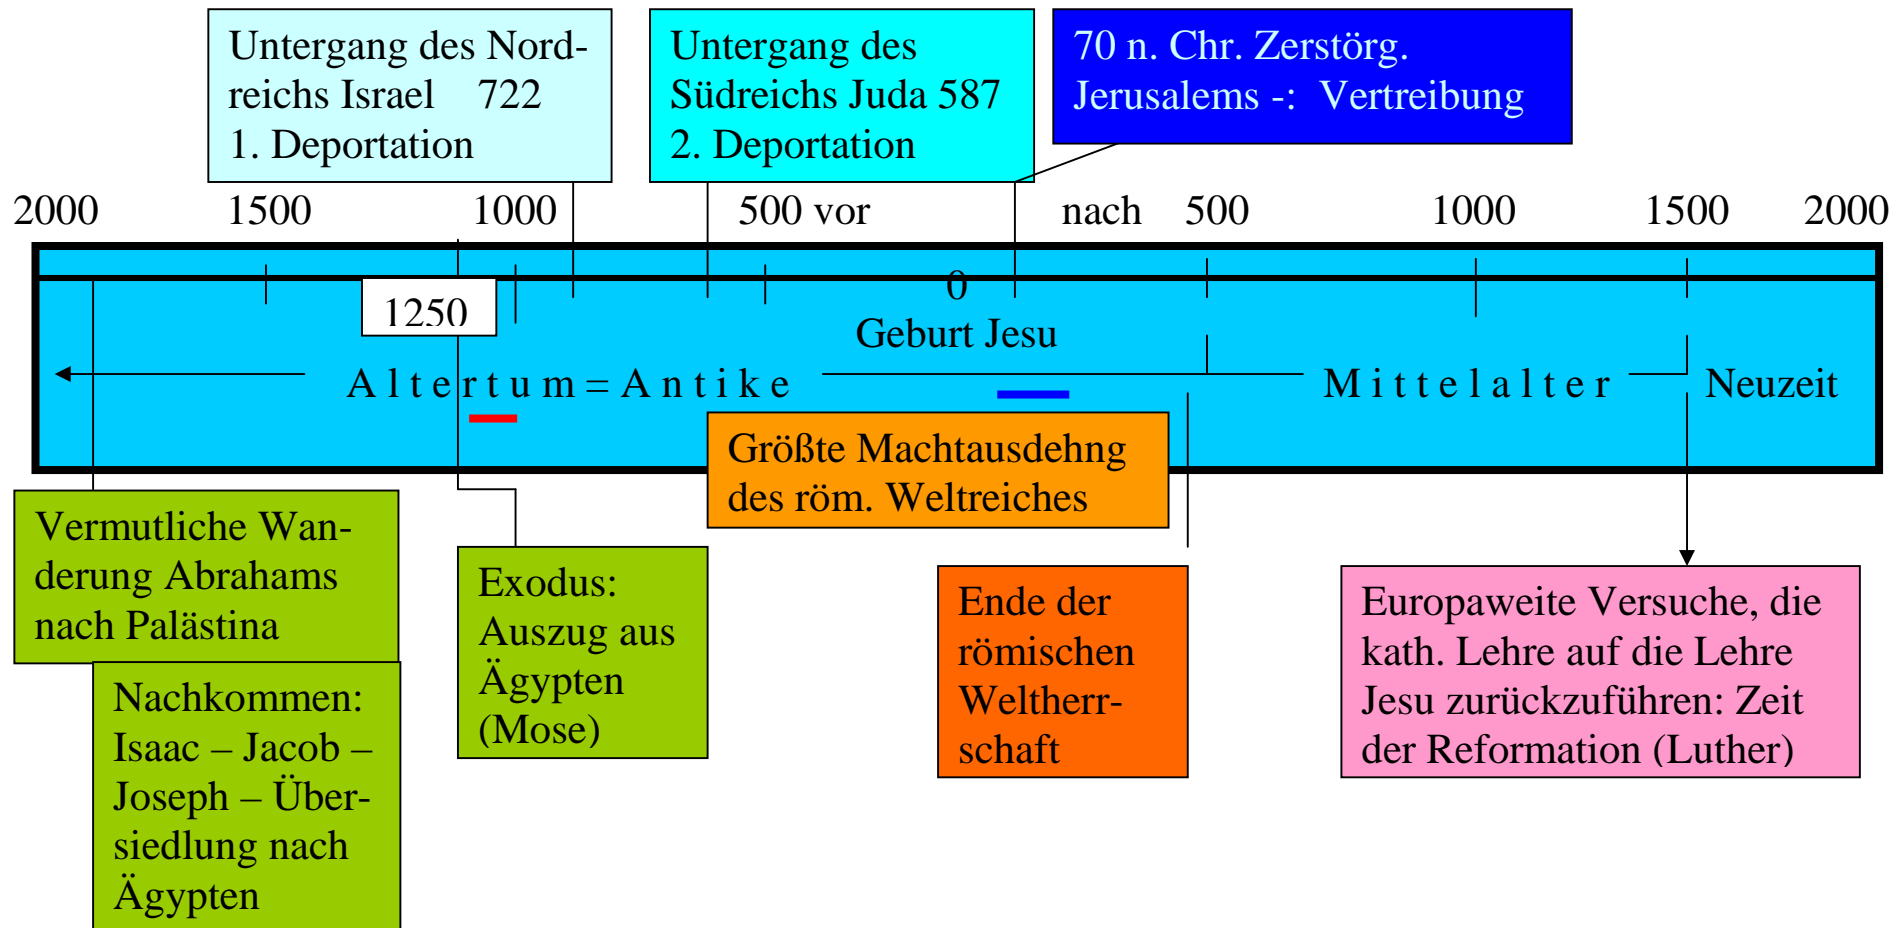 Untergang des Nord-
reichs Israel 722
1. Deportation
Untergang des
Südreichs Juda 587
2. Deportation
70 n. Chr. Zerstörg.
Jerusalems -: Vertreibung
2000 1500 1000 500 vor nach 500 1000 1500 2000
0
1250
Geburt Jesu
A l t e r t u m = A n t i k e M i t t e l a l t e r Neuzeit
Größte Machtausdehng
des röm. Weltreiches
Vermutliche Wan-
derung Abrahams
nach Palästina
Nachkommen:
Isaac – Jacob –
Joseph – Über-
siedlung nach
Ägypten
Exodus:
Auszug aus
Ägypten
(Mose)
Ende der
römischen
Weltherr-
schaft
Europaweite Versuche, die
kath. Lehre auf die Lehre
Jesu zurückzuführen: Zeit
der Reformation (Luther)